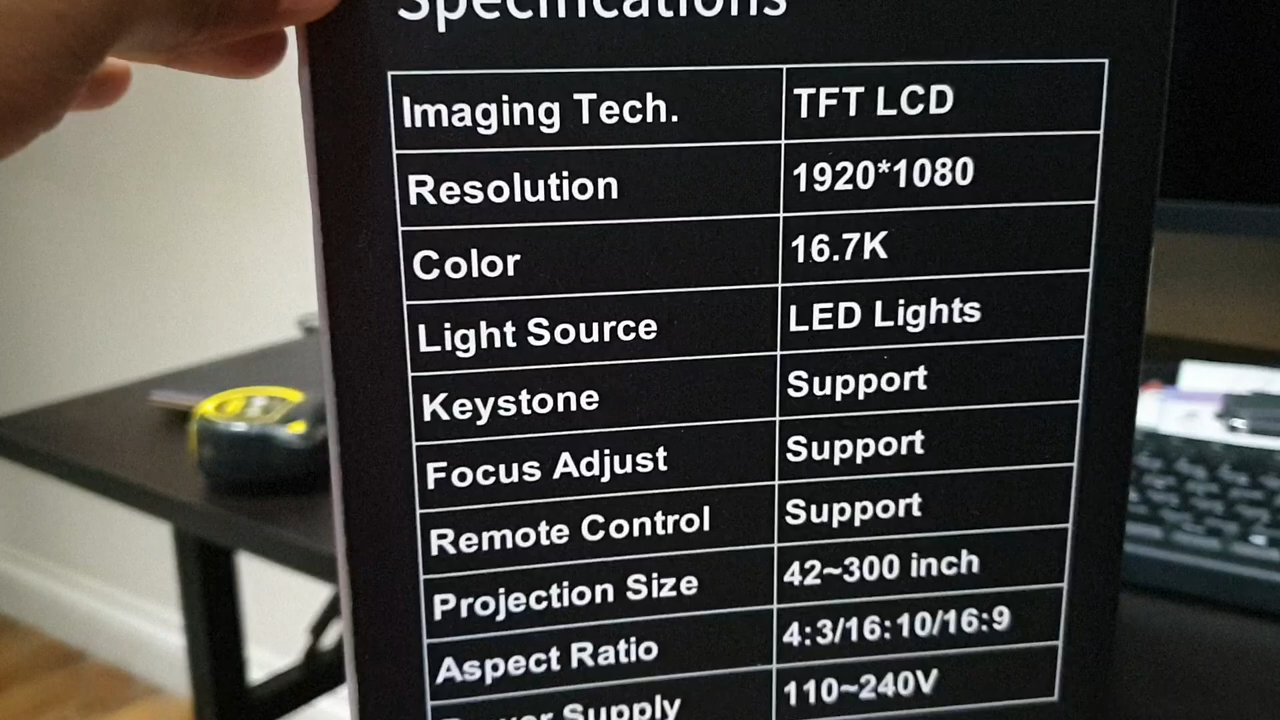 Specifications
Imaging Tech. TFT LCD
Resolution 1920*1080
Color 16.7K
Light Source LED Lights
Keystone Support
Focus Adjust Support
Remote Control Support
Projection Size 42~300 inch
Aspect Ratio 4:3/16:10/16:9
Power Supply 110~240V